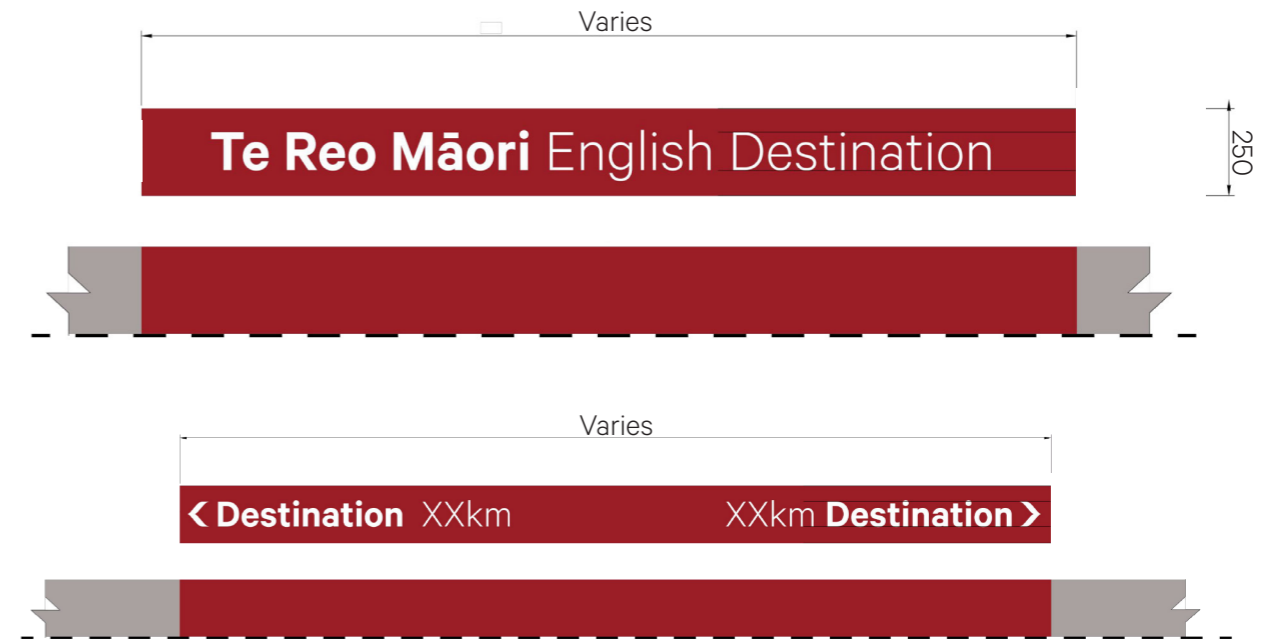 Varies
Te Reo Māori English Destination
250
Varies
Destination XXkm
XXkm Destination